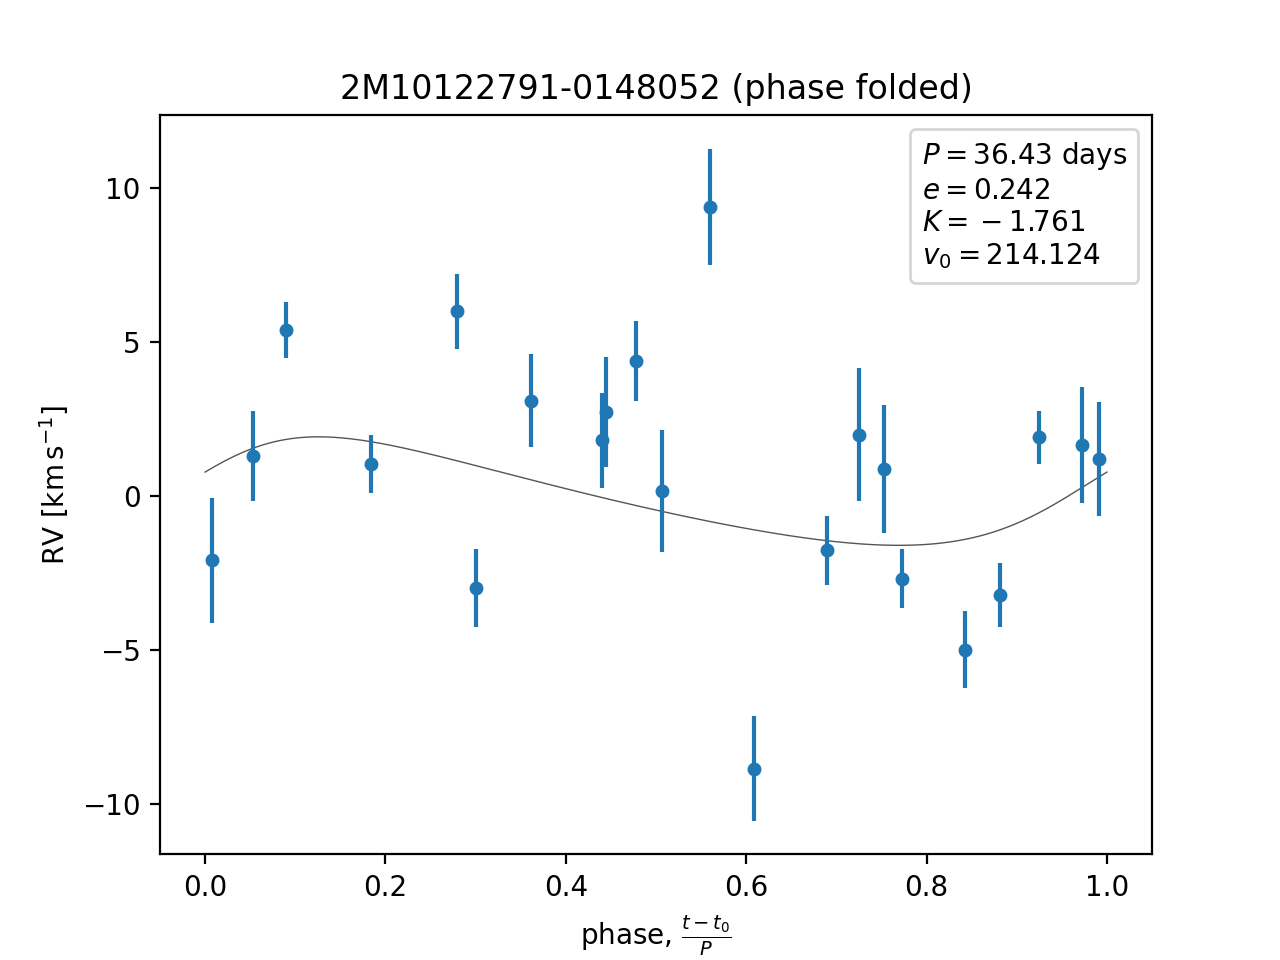 2M10122791-0148052 (phase folded)
P = 36.43 days
e = 0.242
K = −1.761
v₀ = 214.124
10
5
0
−5
−10
RV [km s⁻¹]
0.0 0.2 0.4 0.6 0.8 1.0
phase, (t − t₀)/P